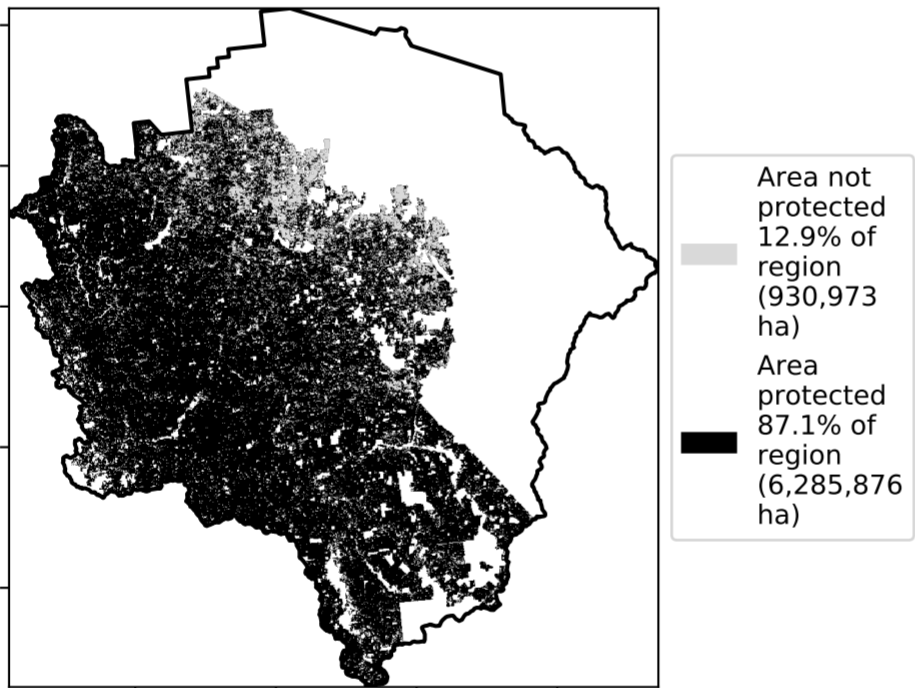 Area not
protected
12.9% of
region
(930,973
ha)
Area
protected
87.1% of
region
(6,285,876
ha)